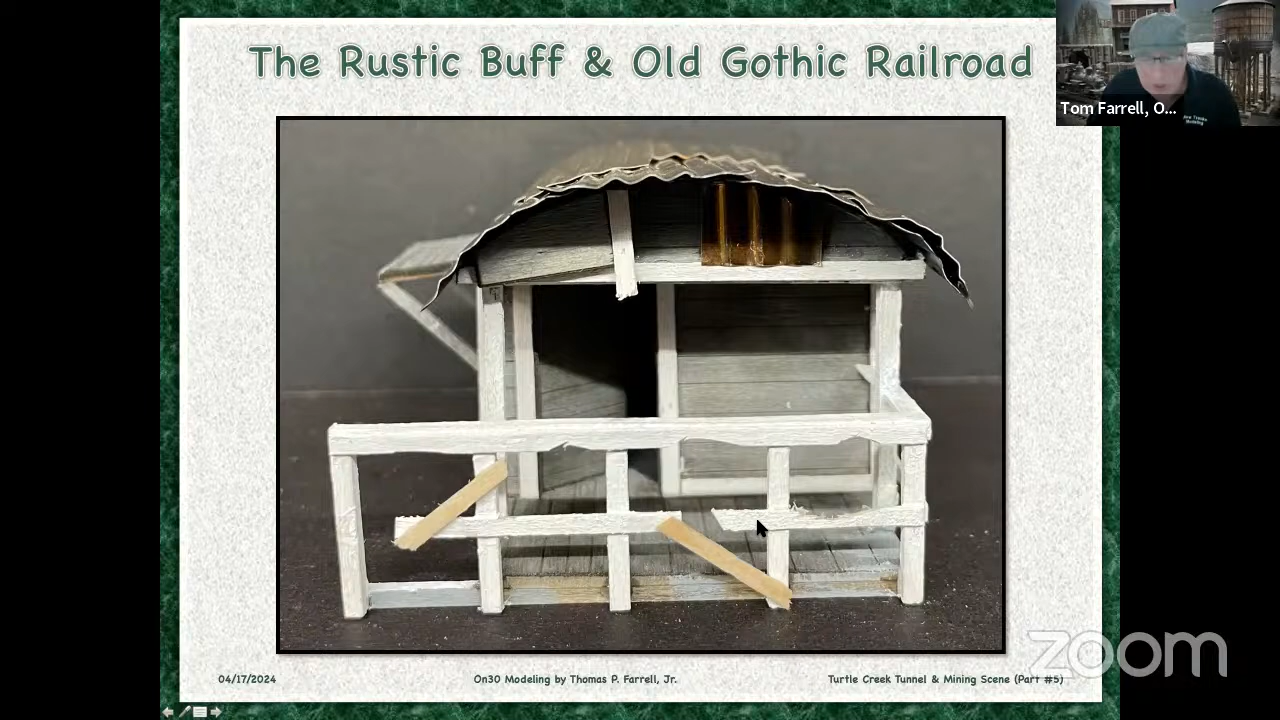 The Rustic Buff & Old Gothic Railroad
Tom Farrell, O...
zoom
04/17/2024
On30 Modeling by Thomas P. Farrell, Jr.
Turtle Creek Tunnel & Mining Scene (Part #5)